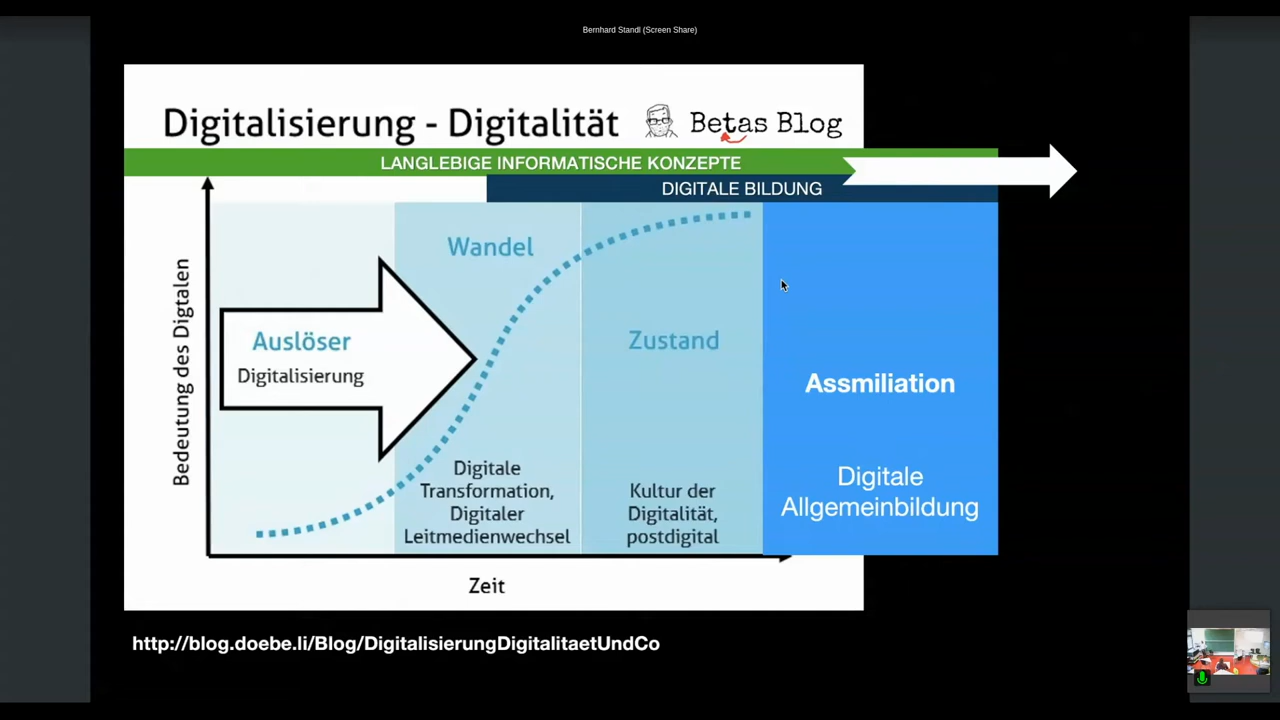 Bernhard Standl (Screen Share)
Digitalisierung - Digitalität
Betas Blog
LANGLEBIGE INFORMATISCHE KONZEPTE
DIGITALE BILDUNG
Bedeutung des Digtalen
Auslöser
Digitalisierung
Wandel
Digitale
Transformation,
Digitaler
Leitmedienwechsel
Zustand
Kultur der
Digitalität,
postdigital
Assmiliation
Digitale
Allgemeinbildung
Zeit
http://blog.doebe.li/Blog/DigitalisierungDigitalitaetUndCo